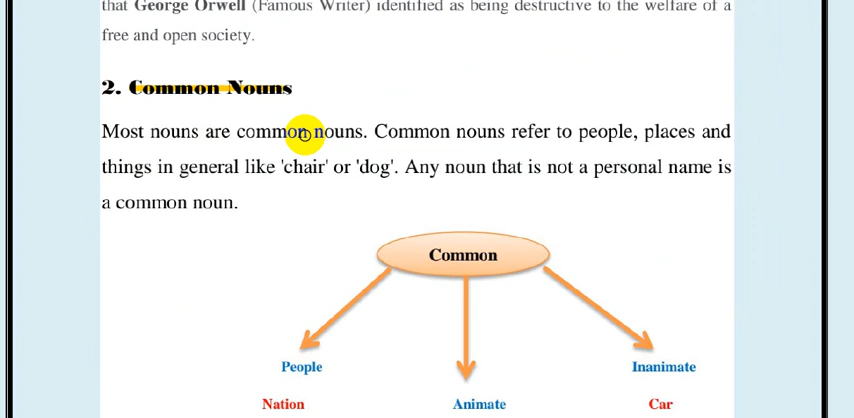 that George Orwell (Famous Writer) identified as being destructive to the welfare of a
free and open society.
2. Common Nouns
Most nouns are common nouns. Common nouns refer to people, places and
things in general like 'chair' or 'dog'. Any noun that is not a personal name is
a common noun.
Common
People
Inanimate
Nation
Animate
Car